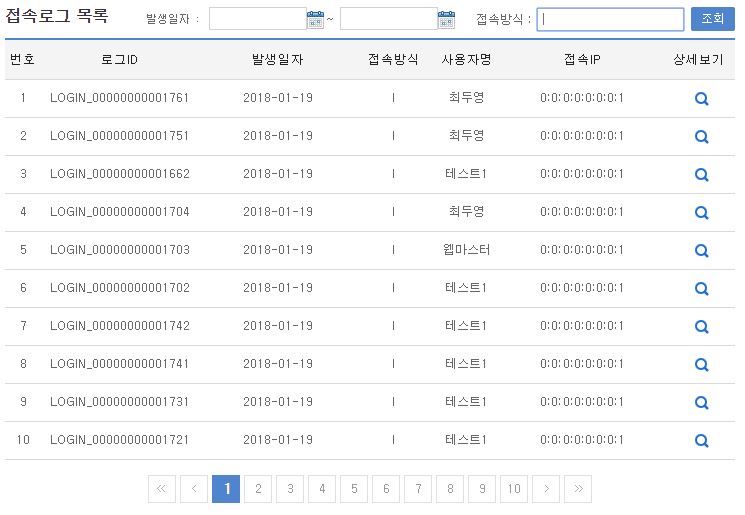 접속로그 목록 발생일자 : ~ 접속방식 : 조회
번호 로그ID 발생일자 접속방식 사용자명 접속IP 상세보기
1 LOGIN_00000000001761 2018-01-19 I 최두영 0:0:0:0:0:0:0:1
2 LOGIN_00000000001751 2018-01-19 I 최두영 0:0:0:0:0:0:0:1
3 LOGIN_00000000001662 2018-01-19 I 테스트1 0:0:0:0:0:0:0:1
4 LOGIN_00000000001704 2018-01-19 I 최두영 0:0:0:0:0:0:0:1
5 LOGIN_00000000001703 2018-01-19 I 웹마스터 0:0:0:0:0:0:0:1
6 LOGIN_00000000001702 2018-01-19 I 테스트1 0:0:0:0:0:0:0:1
7 LOGIN_00000000001742 2018-01-19 I 테스트1 0:0:0:0:0:0:0:1
8 LOGIN_00000000001741 2018-01-19 I 테스트1 0:0:0:0:0:0:0:1
9 LOGIN_00000000001731 2018-01-19 I 테스트1 0:0:0:0:0:0:0:1
10 LOGIN_00000000001721 2018-01-19 I 테스트1 0:0:0:0:0:0:0:1
« ‹ 1 2 3 4 5 6 7 8 9 10 › »